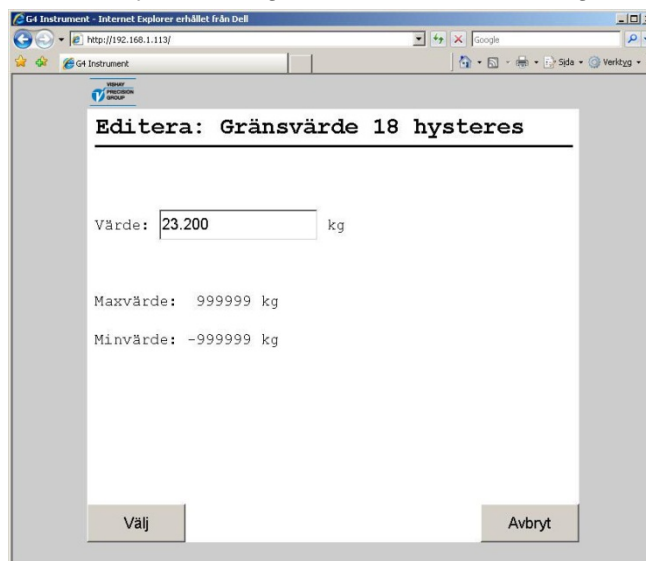 G4 Instrument - Internet Explorer erhållet från Dell
http://192.168.1.113/
Google
G4 Instrument
Sida
Verktyg
VISHAY
PRECISION
GROUP
Editera: Gränsvärde 18 hysteres
Värde: 23.200 kg
Maxvärde: 999999 kg
Minvärde: -999999 kg
Välj
Avbryt